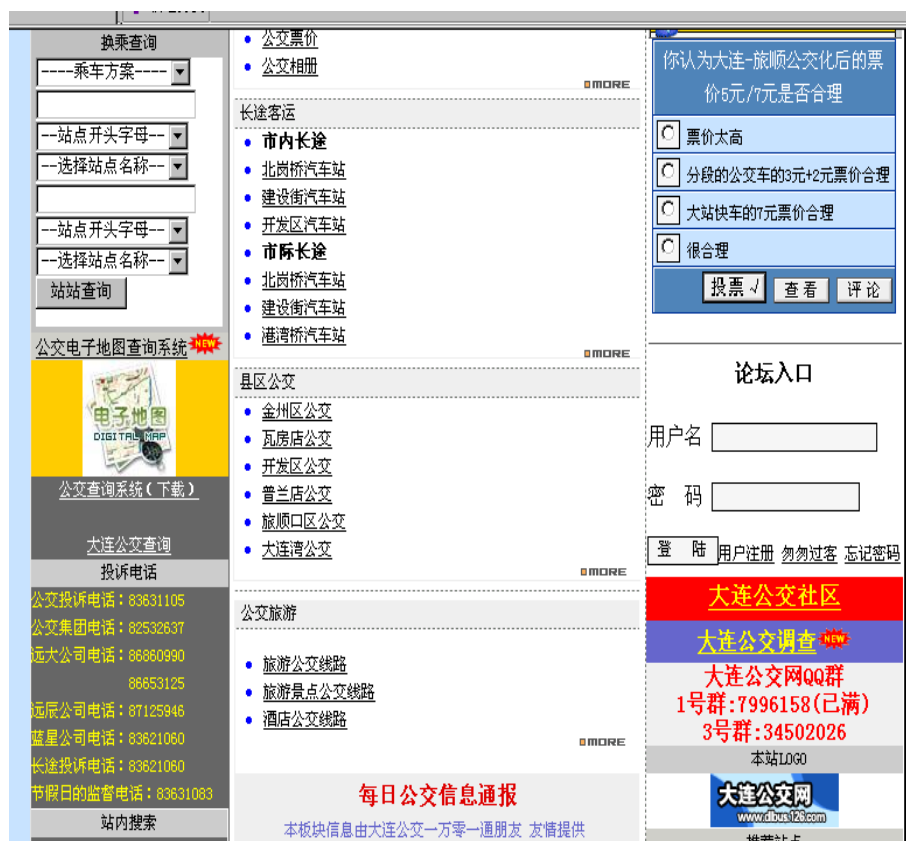 换乘查询
----乘车方案----
--站点开头字母--
--选择站点名称--
--站点开头字母--
--选择站点名称--
站站查询
公交电子地图查询系统 NEW
电子地图
DIGITAL MAP
公交查询系统(下载)
大连公交查询
投诉电话
公交投诉电话：83631105
公交集团电话：82532637
远大公司电话：86860990
86653125
远辰公司电话：87125946
蓝星公司电话：83621060
长途投诉电话：83621060
节假日的监督电话：83631083
站内搜索
公交票价
公交相册
MORE
长途客运
市内长途
北岗桥汽车站
建设街汽车站
开发区汽车站
市际长途
北岗桥汽车站
建设街汽车站
港湾桥汽车站
MORE
县区公交
金州区公交
瓦房店公交
开发区公交
普兰店公交
旅顺口区公交
大连湾公交
MORE
公交旅游
旅游公交线路
旅游景点公交线路
酒店公交线路
MORE
每日公交信息通报
本板块信息由大连公交一万零一通朋友 友情提供
你认为大连-旅顺公交化后的票
价5元/7元是否合理
票价太高
分段的公交车的3元+2元票价合理
大站快车的7元票价合理
很合理
投票√ 查看 评论
论坛入口
用户名
密 码
登 陆 用户注册 匆匆过客 忘记密码
大连公交社区
大连公交调查 NEW
大连公交网QQ群
1号群:7996158(已满)
3号群:34502026
本站LOGO
大连公交网
www.dbus.126.com
推荐站点